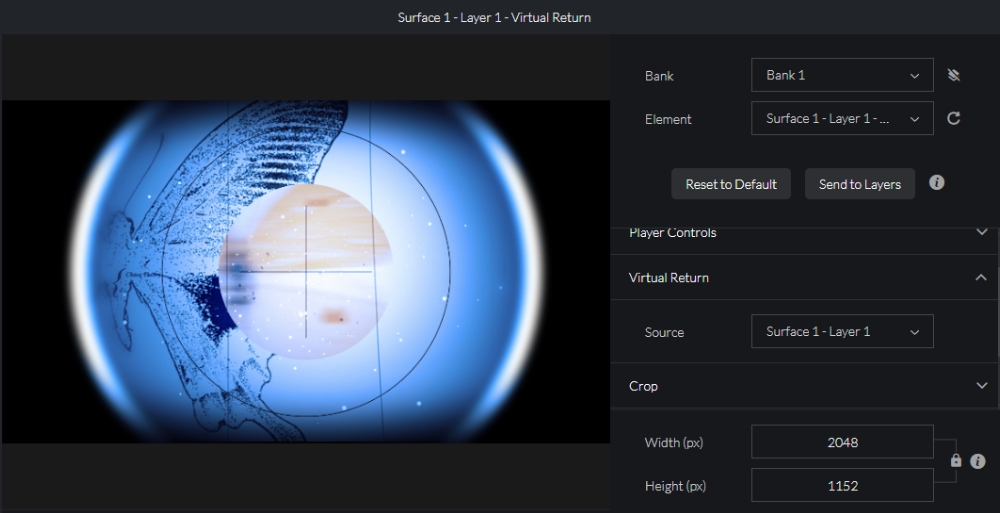 Surface 1 - Layer 1 - Virtual Return
Bank
Bank 1
Element
Surface 1 - Layer 1 - ...
Reset to Default
Send to Layers
Player Controls
Virtual Return
Source
Surface 1 - Layer 1
Crop
Width (px)
2048
Height (px)
1152